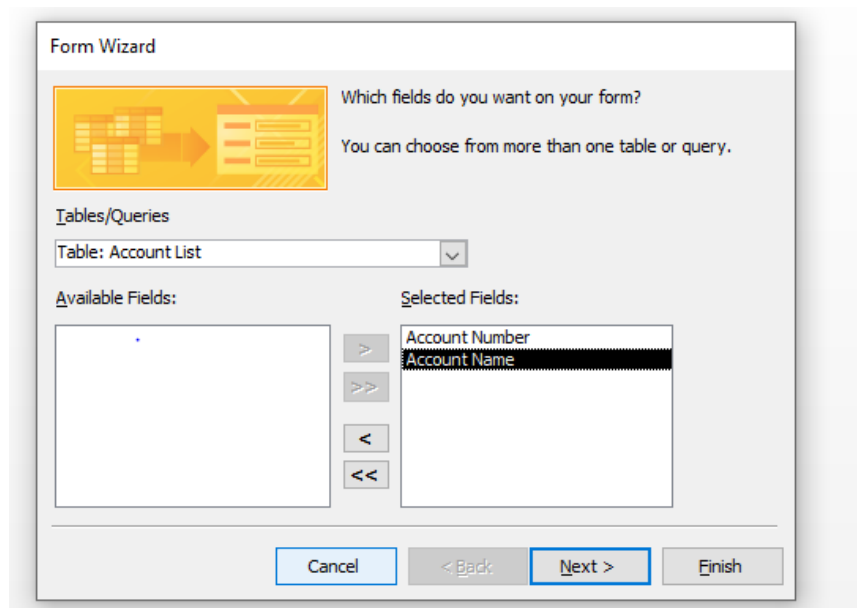 Form Wizard
Which fields do you want on your form?
You can choose from more than one table or query.
Tables/Queries
Table: Account List
Available Fields:
Selected Fields:
>
>>
<
<<
Account Number
Account Name
Cancel
< Back
Next >
Finish